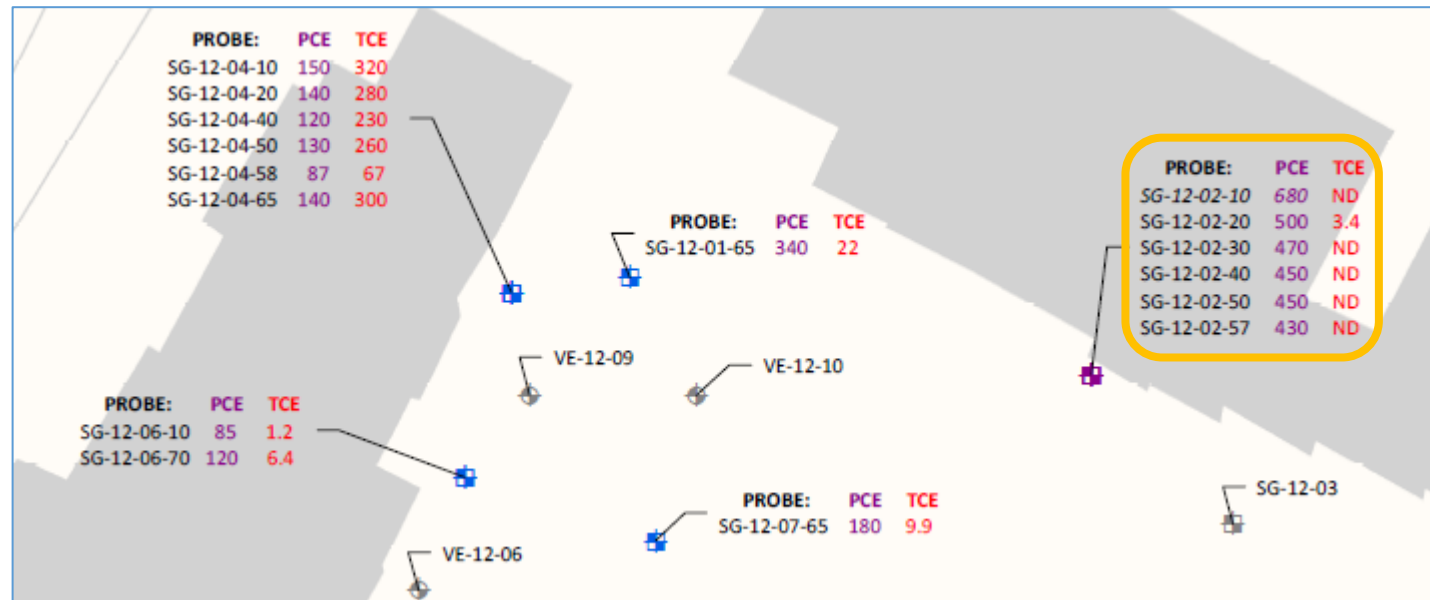 PROBE: PCE TCE
SG-12-04-10 150 320
SG-12-04-20 140 280
SG-12-04-40 120 230
SG-12-04-50 130 260
SG-12-04-58 87 67
SG-12-04-65 140 300
PROBE: PCE TCE
SG-12-01-65 340 22
PROBE: PCE TCE
SG-12-02-10 680 ND
SG-12-02-20 500 3.4
SG-12-02-30 470 ND
SG-12-02-40 450 ND
SG-12-02-50 450 ND
SG-12-02-57 430 ND
VE-12-09
VE-12-10
PROBE: PCE TCE
SG-12-06-10 85 1.2
SG-12-06-70 120 6.4
PROBE: PCE TCE
SG-12-07-65 180 9.9
SG-12-03
VE-12-06